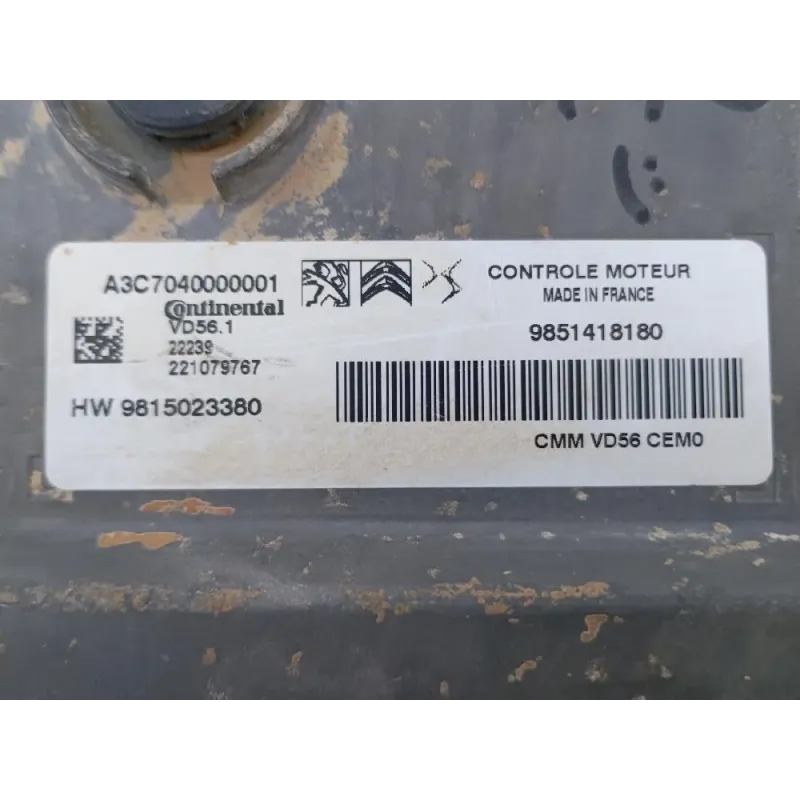 A3C7040000001
Continental
VD56.1
22239
221079767
HW 9815023380
CONTROLE MOTEUR
MADE IN FRANCE
9851418180
CMM VD56 CEM0